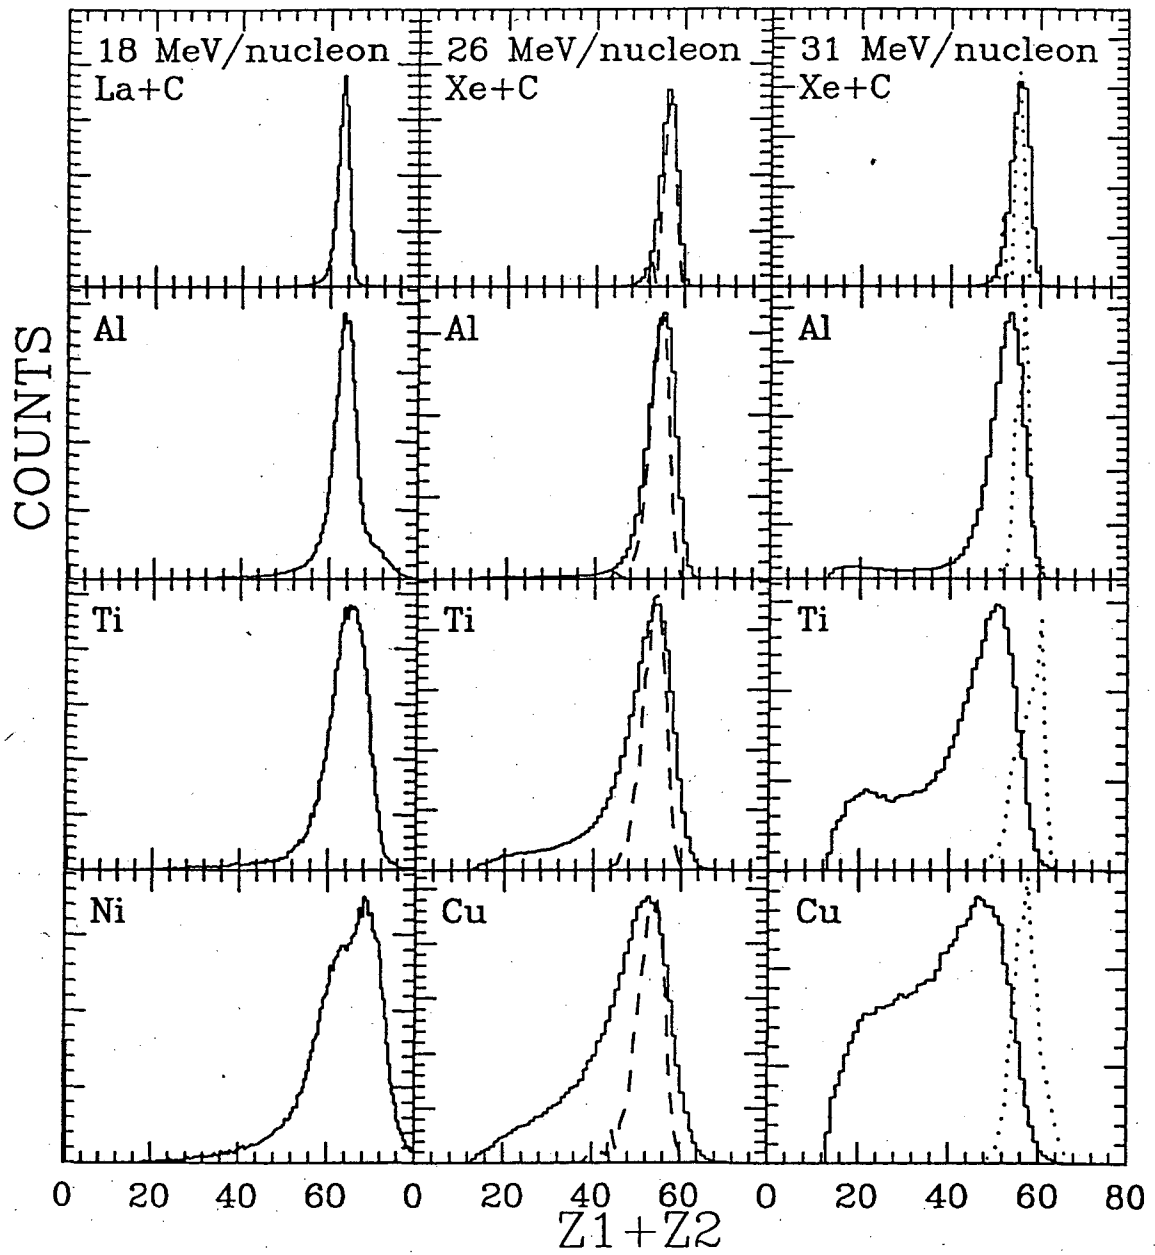 18 MeV/nucleon
La+C
26 MeV/nucleon
Xe+C
31 MeV/nucleon
Xe+C
Al
Al
Al
Ti
Ti
Ti
Ni
Cu
Cu
COUNTS
0 20 40 60 0 20 40 60 0 20 40 60 80
Z1+Z2